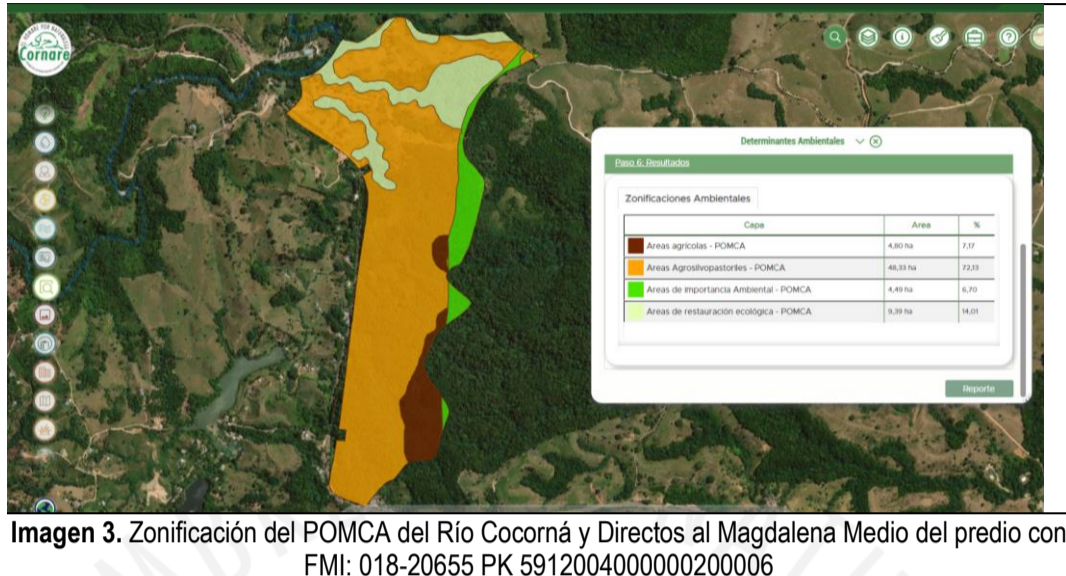 Cornare
Determinantes Ambientales
Paso 6: Resultados
Zonificaciones Ambientales
Capa Area %
Areas agrícolas - POMCA 4,80 ha 7,17
Areas Agrosilvopastoriles - POMCA 48,33 ha 72,13
Areas de importancia Ambiental - POMCA 4,49 ha 6,70
Areas de restauración ecológica - POMCA 9,39 ha 14,01
Reporte
Imagen 3. Zonificación del POMCA del Río Cocorná y Directos al Magdalena Medio del predio con
FMI: 018-20655 PK 5912004000000200006